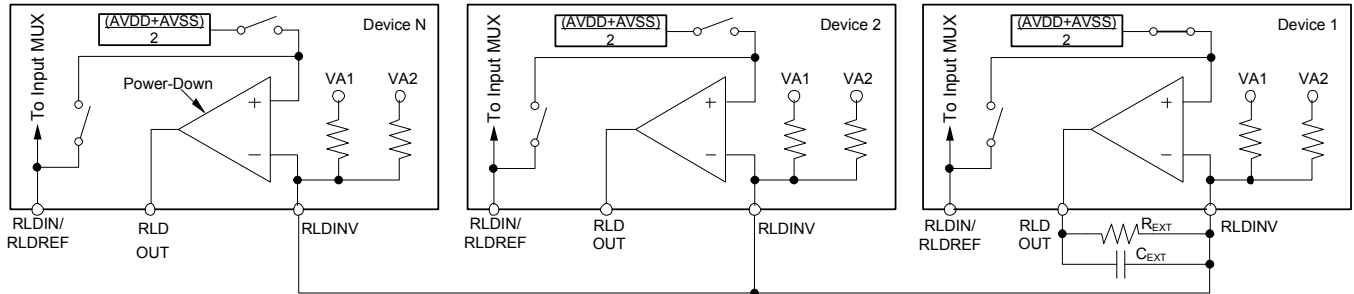 To Input MUX
(AVDD+AVSS)
2
Device N
Power-Down
VA1
VA2
+
−
RLDIN/
RLDREF
RLD
OUT
RLDINV
To Input MUX
(AVDD+AVSS)
2
Device 2
VA1
VA2
+
−
RLDIN/
RLDREF
RLD
OUT
RLDINV
To Input MUX
(AVDD+AVSS)
2
Device 1
VA1
VA2
+
−
RLDIN/
RLDREF
RLD
OUT
RLDINV
REXT
CEXT